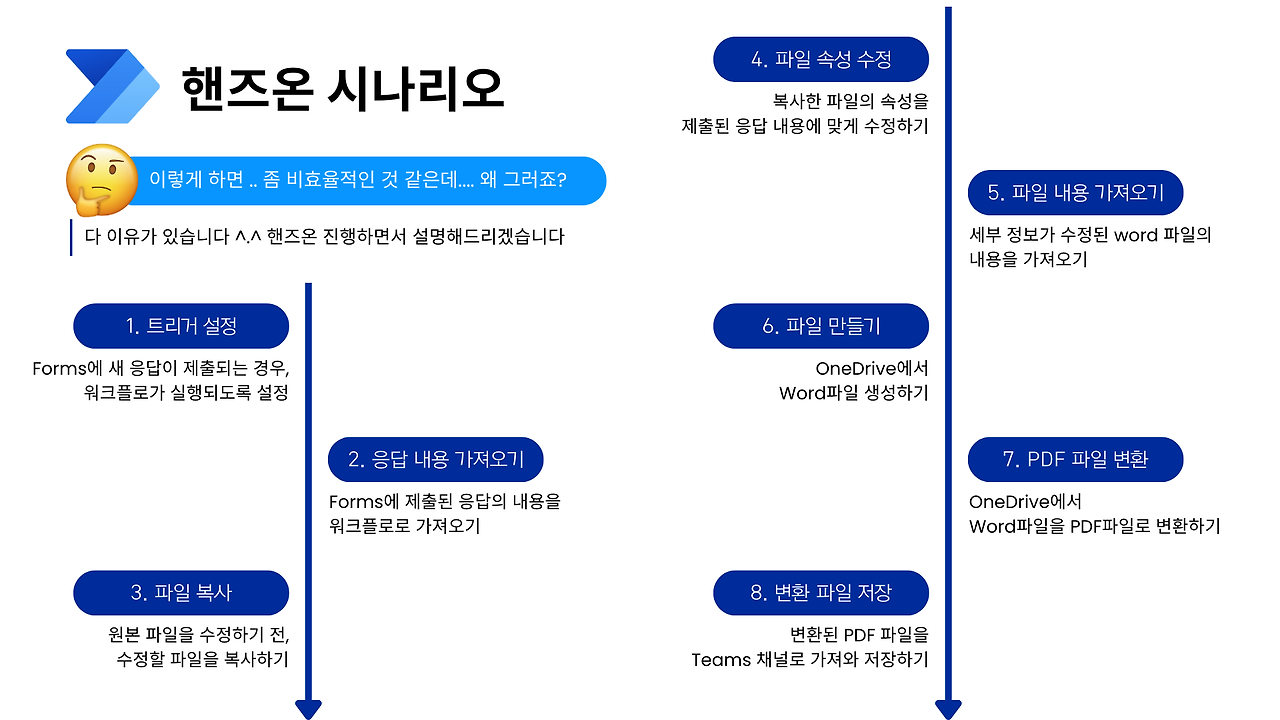 핸즈온 시나리오
이렇게 하면 .. 좀 비효율적인 것 같은데.... 왜 그러죠?
다 이유가 있습니다 ^.^ 핸즈온 진행하면서 설명해드리겠습니다
1. 트리거 설정
Forms에 새 응답이 제출되는 경우,
워크플로가 실행되도록 설정
2. 응답 내용 가져오기
Forms에 제출된 응답의 내용을
워크플로로 가져오기
3. 파일 복사
원본 파일을 수정하기 전,
수정할 파일을 복사하기
4. 파일 속성 수정
복사한 파일의 속성을
제출된 응답 내용에 맞게 수정하기
5. 파일 내용 가져오기
세부 정보가 수정된 word 파일의
내용을 가져오기
6. 파일 만들기
OneDrive에서
Word파일 생성하기
7. PDF 파일 변환
OneDrive에서
Word파일을 PDF파일로 변환하기
8. 변환 파일 저장
변환된 PDF 파일을
Teams 채널로 가져와 저장하기